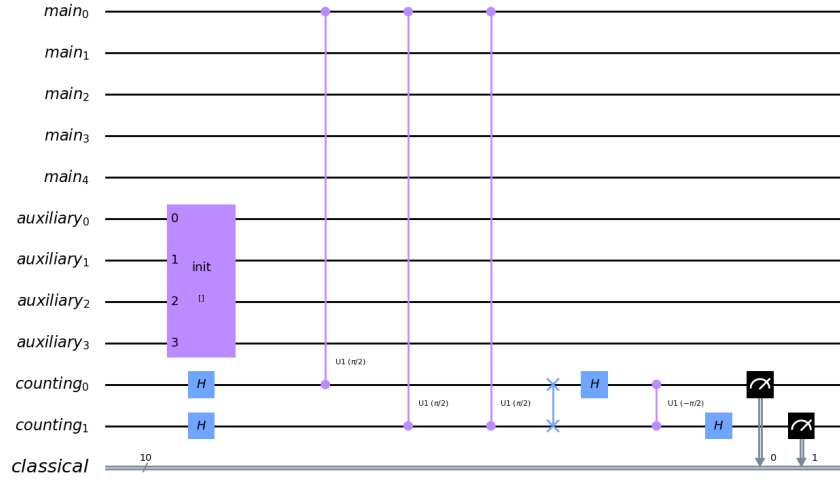 main₀
main₁
main₂
main₃
main₄
auxiliary₀ 0
auxiliary₁ 1 init
auxiliary₂ 2 []
auxiliary₃ 3
U1 (π/2)
counting₀ H H
U1 (π/2) U1 (π/2) U1 (−π/2)
counting₁ H H
10 0 1
classical